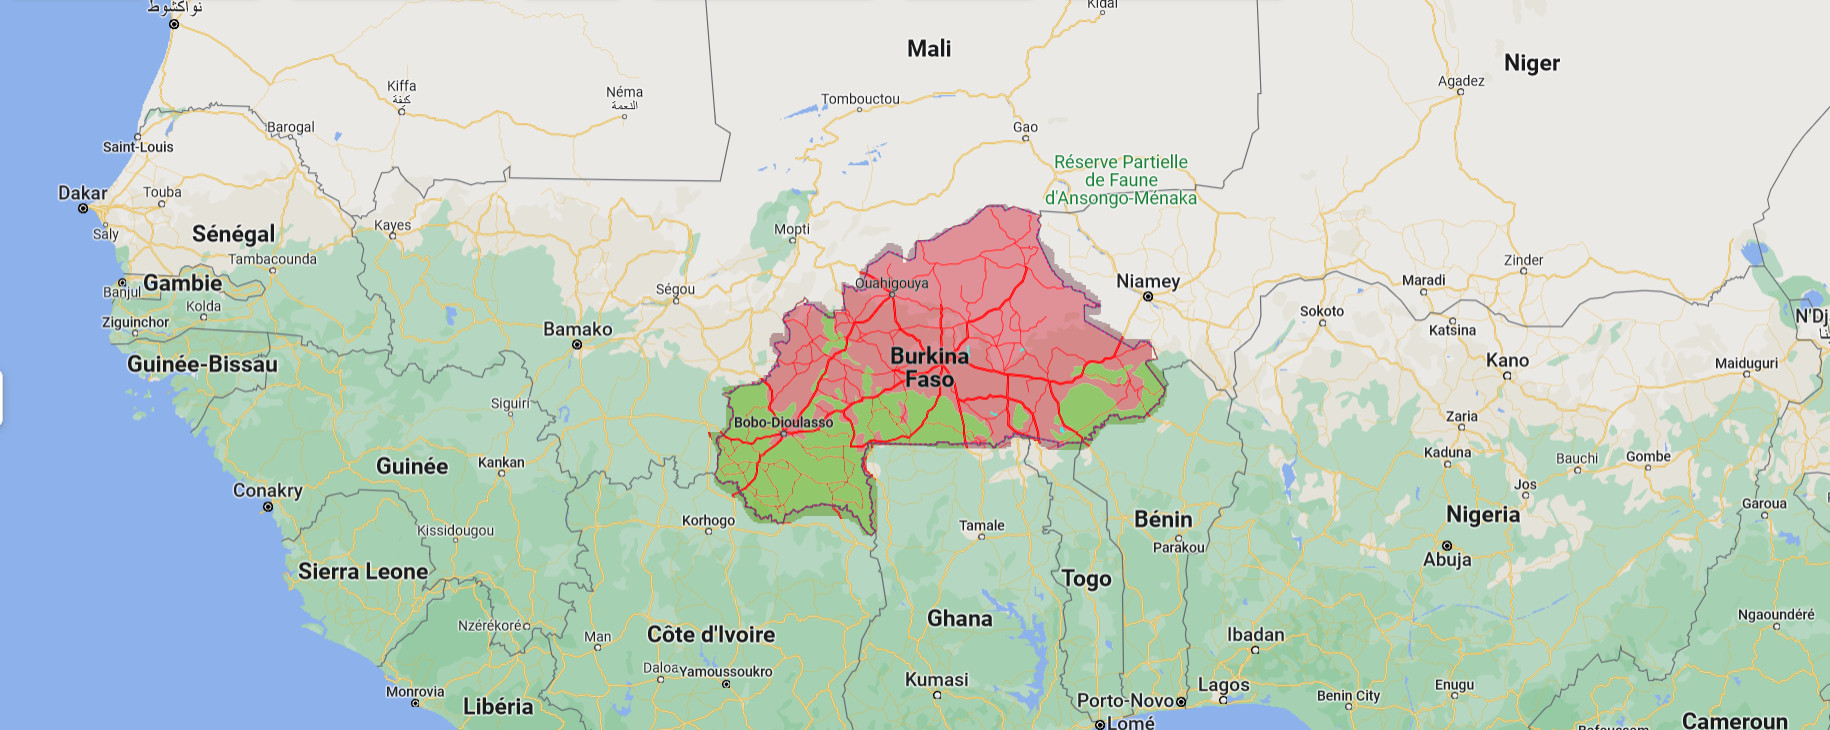 نواكشوط
Kidal
Mali
Niger
Agadez
Kiffa
كيفة
Néma
النعمة
Tombouctou
Barogal
Gao
Saint-Louis
Réserve Partielle
de Faune
d'Ansongo-Ménaka
Dakar
Touba
Saly
Sénégal
Kayes
Mopti
Tambacounda
Zinder
Gambie
Banjul
Ségou
Ouahigouya
Niamey
Maradi
Kolda
Ziguinchor
Bamako
Sokoto
Katsina
N'Dj
Guinée-Bissau
Burkina
Faso
Kano
Maiduguri
Siguiri
Bobo-Dioulasso
Zaria
Guinée
Kankan
Kaduna
Bauchi
Gombe
Conakry
Jos
Garoua
Kissidougou
Korhogo
Tamale
Bénin
Nigeria
Parakou
Abuja
Sierra Leone
Togo
Nzérékoré
Ghana
Ngaoundéré
Man
Côte d'Ivoire
Ibadan
Daloa
Yamoussoukro
Kumasi
Lagos
Enugu
Monrovia
Libéria
Porto-Novo
Benin City
Lomé
Cameroun
Bafoussam